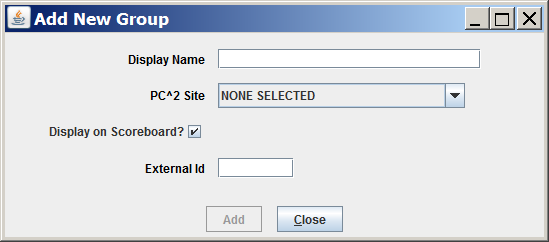 Add New Group
Display Name
PC^2 Site NONE SELECTED
Display on Scoreboard?
External Id
Add Close